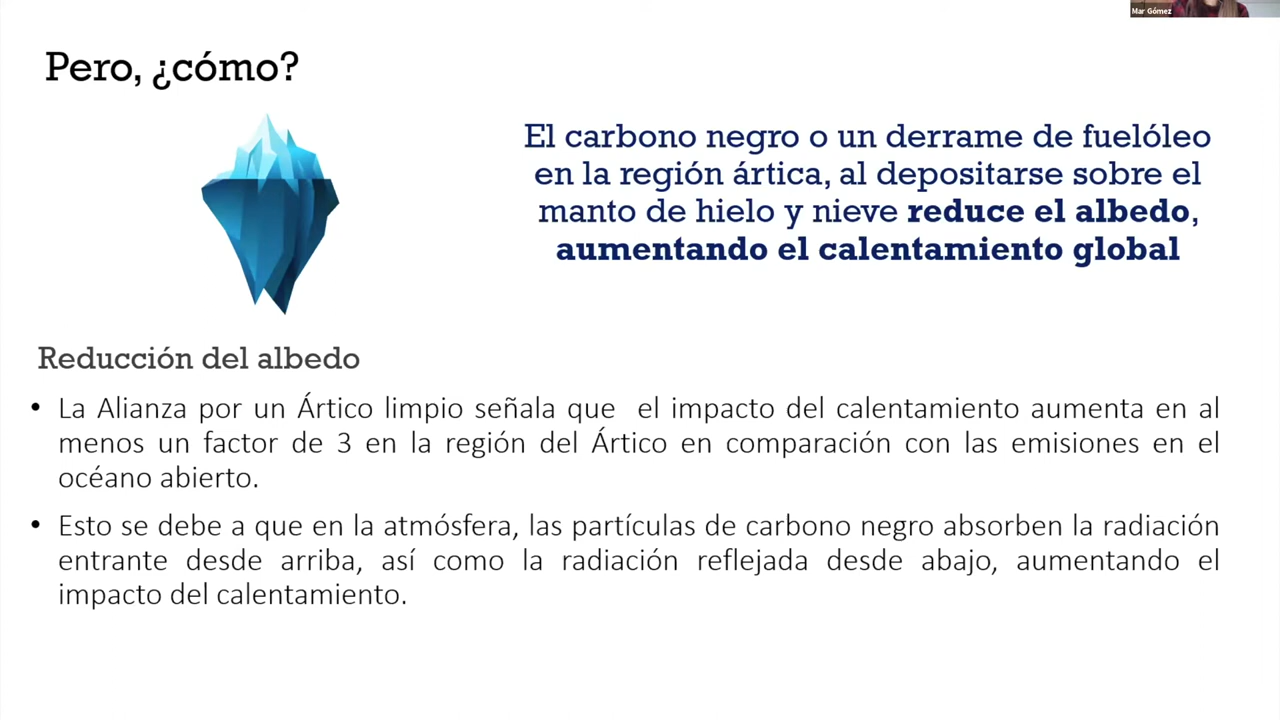 Mar Gómez
Pero, ¿cómo?
El carbono negro o un derrame de fuelóleo
en la región ártica, al depositarse sobre el
manto de hielo y nieve reduce el albedo,
aumentando el calentamiento global
Reducción del albedo
• La Alianza por un Ártico limpio señala que  el impacto del calentamiento aumenta en al
menos un factor de 3 en la región del Ártico en comparación con las emisiones en el
océano abierto.
• Esto se debe a que en la atmósfera, las partículas de carbono negro absorben la radiación
entrante desde arriba, así como la radiación reflejada desde abajo, aumentando el
impacto del calentamiento.